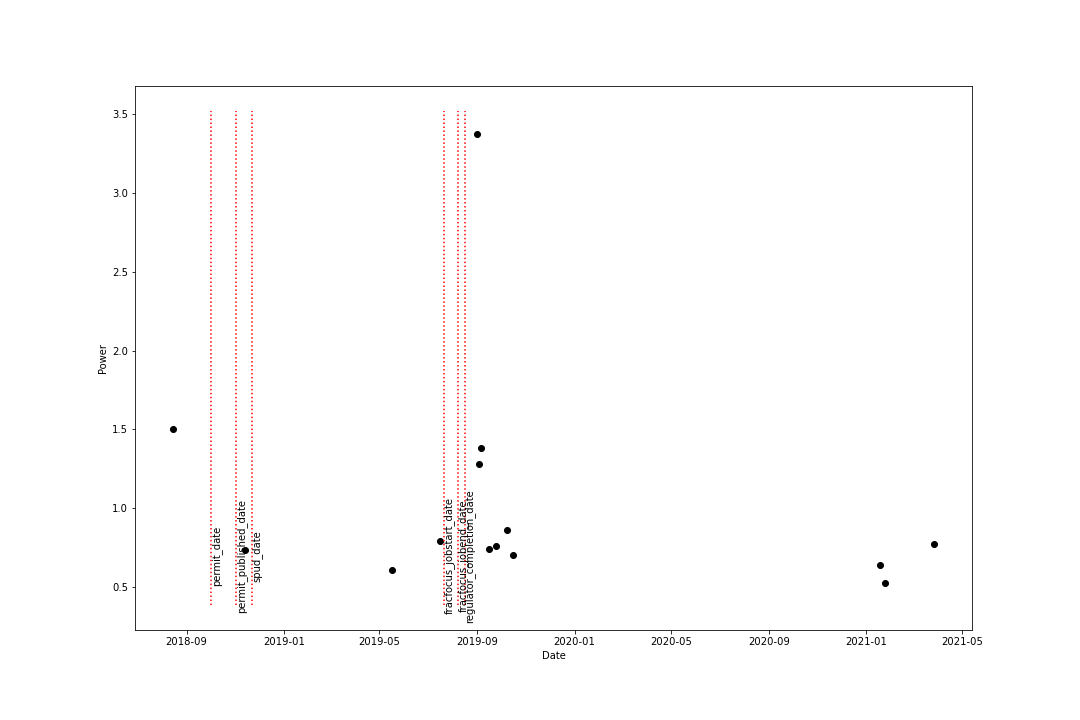 3.5
3.0
2.5
2.0
1.5
1.0
0.5
Power
permit_date
permit_published_date
spud_date
fracfocus_jobstart_date
fracfocus_jobend_date
regulator_completion_date
2018-09
2019-01
2019-05
2019-09
2020-01
2020-05
2020-09
2021-01
2021-05
Date